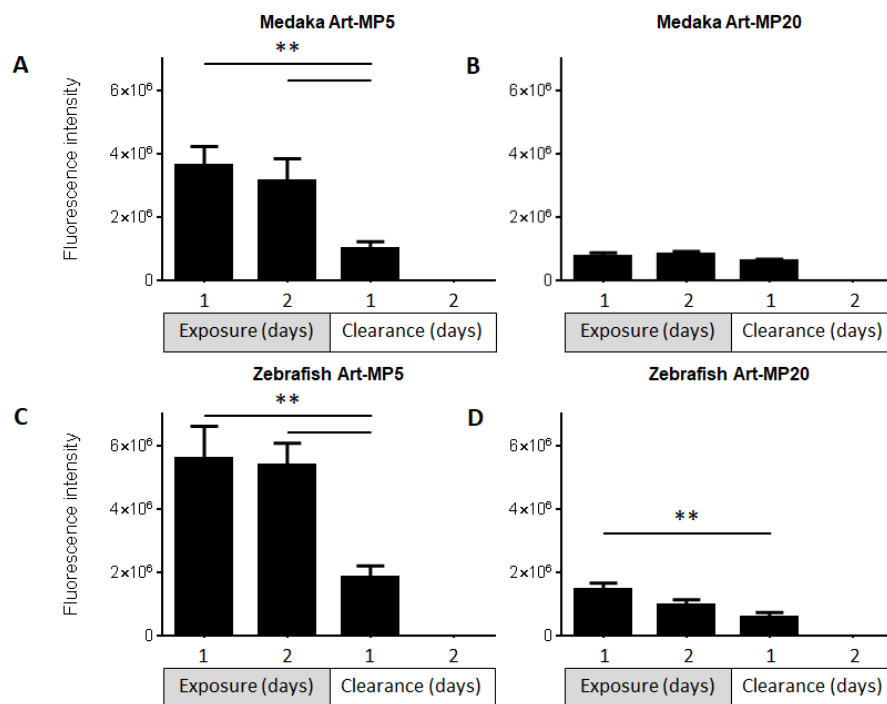 Medaka Art-MP5
Medaka Art-MP20
A
B
**
Fluorescence intensity
6×10⁶
4×10⁶
2×10⁶
0
1 2 1 2
Exposure (days) Clearance (days)
6×10⁶
4×10⁶
2×10⁶
0
1 2 1 2
Exposure (days) Clearance (days)
Zebrafish Art-MP5
Zebrafish Art-MP20
C
D
**
Fluorescence intensity
6×10⁶
4×10⁶
2×10⁶
0
1 2 1 2
Exposure (days) Clearance (days)
**
6×10⁶
4×10⁶
2×10⁶
0
1 2 1 2
Exposure (days) Clearance (days)